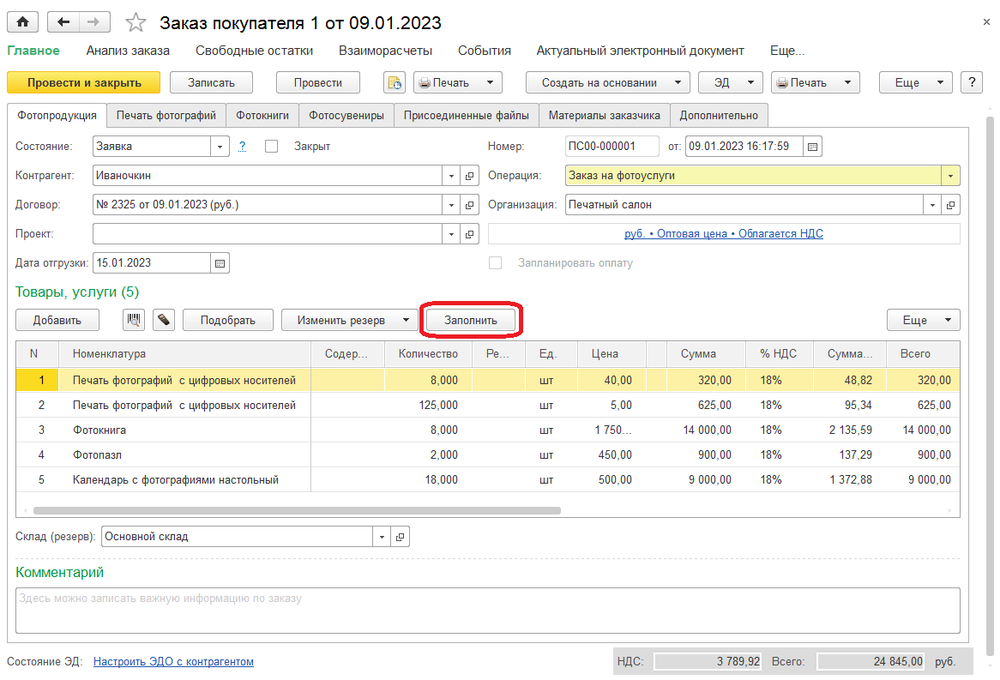 Заказ покупателя 1 от 09.01.2023
Главное Анализ заказа Свободные остатки Взаиморасчеты События Актуальный электронный документ Еще...
Провести и закрыть Записать Провести Печать Создать на основании ЭД Печать Еще ?
Фотопродукция Печать фотографий Фотокниги Фотосувениры Присоединенные файлы Материалы заказчика Дополнительно
Состояние: Заявка ? Закрыт Номер: ПС00-000001 от: 09.01.2023 16:17:59
Контрагент: Иваночкин Операция: Заказ на фотоуслуги
Договор: № 2325 от 09.01.2023 (руб.) Организация: Печатный салон
Проект: руб. • Оптовая цена • Облагается НДС
Дата отгрузки: 15.01.2023 Запланировать оплату
Товары, услуги (5)
Добавить Подобрать Изменить резерв Заполнить Еще
N Номенклатура Содер... Количество Ре... Ед. Цена Сумма % НДС Сумма... Всего
1 Печать фотографий с цифровых носителей 8,000 шт 40,00 320,00 18% 48,82 320,00
2 Печать фотографий с цифровых носителей 125,000 шт 5,00 625,00 18% 95,34 625,00
3 Фотокнига 8,000 шт 1 750... 14 000,00 18% 2 135,59 14 000,00
4 Фотопазл 2,000 шт 450,00 900,00 18% 137,29 900,00
5 Календарь с фотографиями настольный 18,000 шт 500,00 9 000,00 18% 1 372,88 9 000,00
Склад (резерв): Основной склад
Комментарий
Здесь можно записать важную информацию по заказу
Состояние ЭД: Настроить ЭДО с контрагентом НДС: 3 789,92 Всего: 24 845,00 руб.